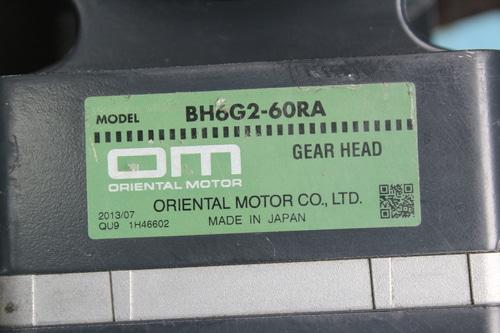 MODEL BH6G2-60RA
om GEAR HEAD
ORIENTAL MOTOR
ORIENTAL MOTOR CO., LTD.
2013/07 MADE IN JAPAN
QU9 1H46602